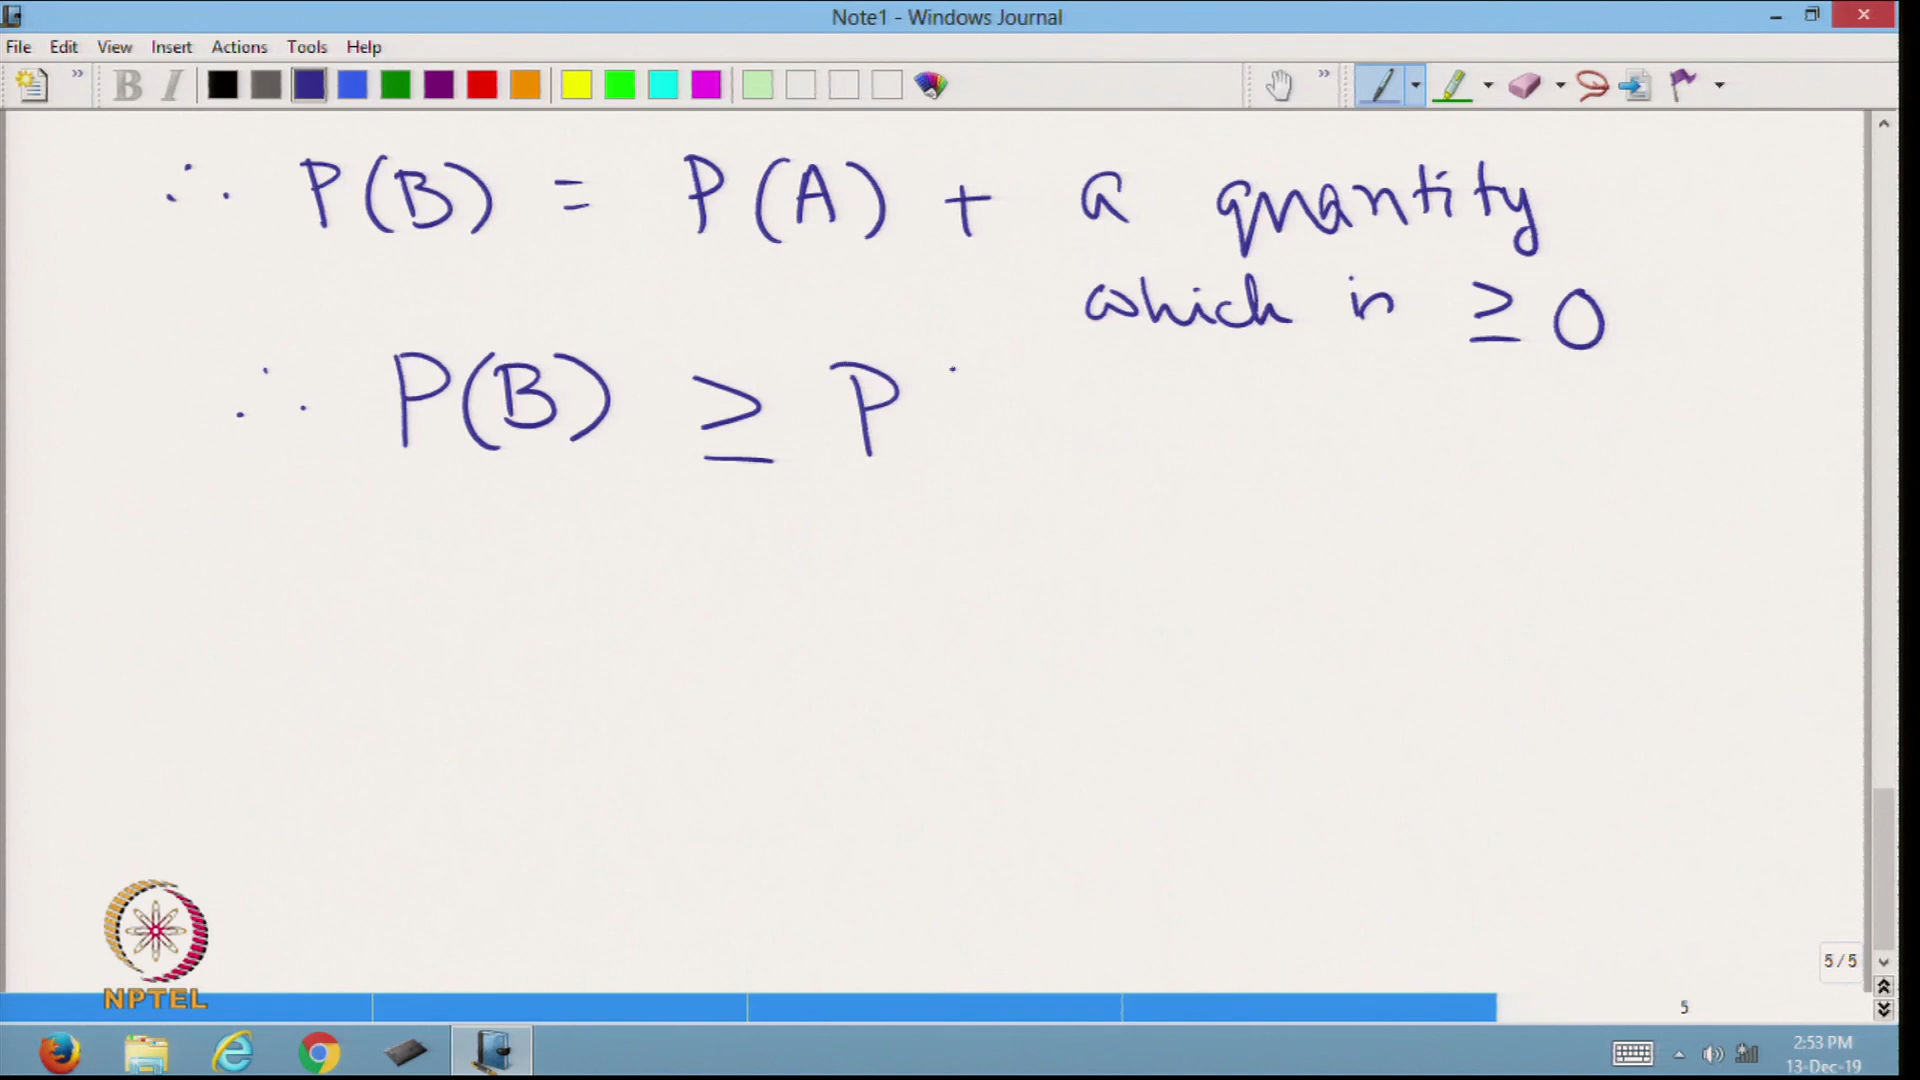 Note1 - Windows Journal
File Edit View Insert Actions Tools Help
B I
∴ P(B) = P(A) + a quantity
which is ≥ 0
∴ P(B) ≥ P
5 / 5
NPTEL
5
2:53 PM
13-Dec-19